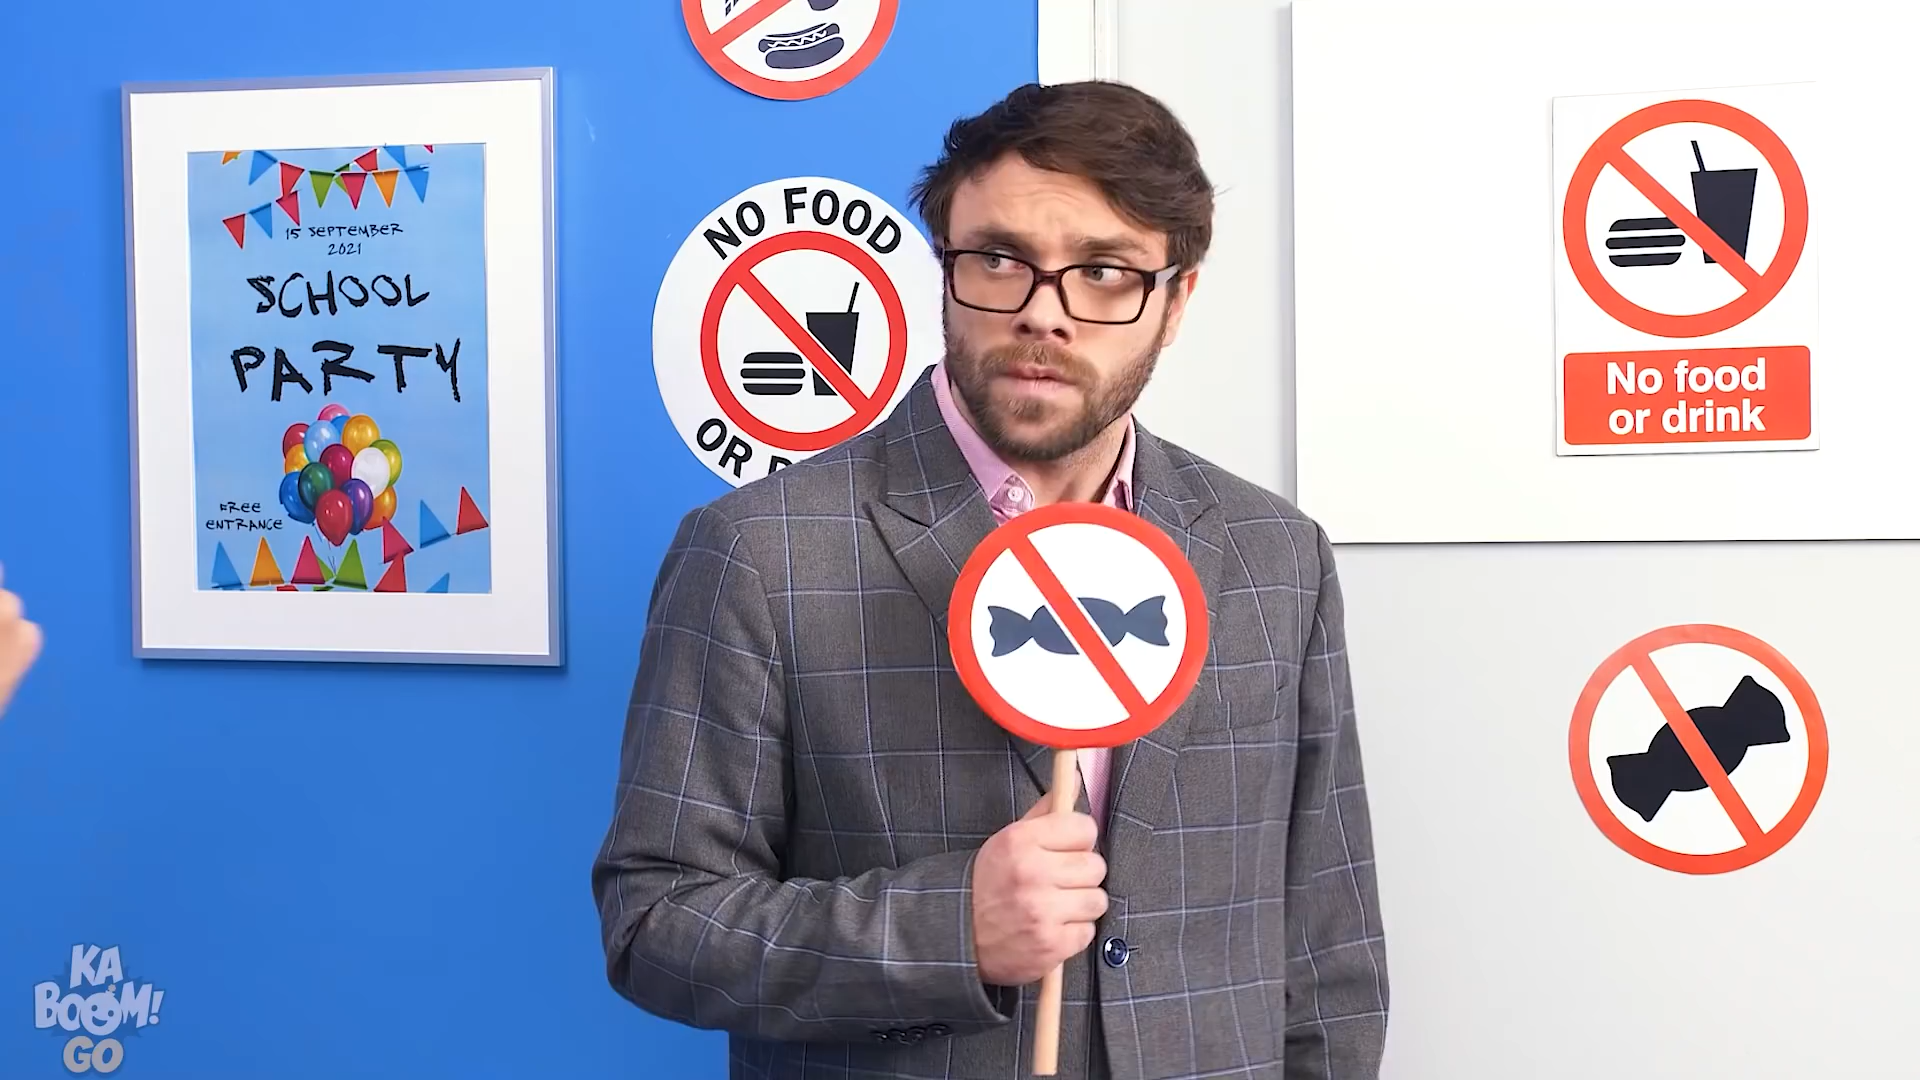 15 SEPTEMBER
2021
SCHOOL
PARTY
FREE
ENTRANCE
NO FOOD
OR
No food
or drink
KA
BOOM!
GO